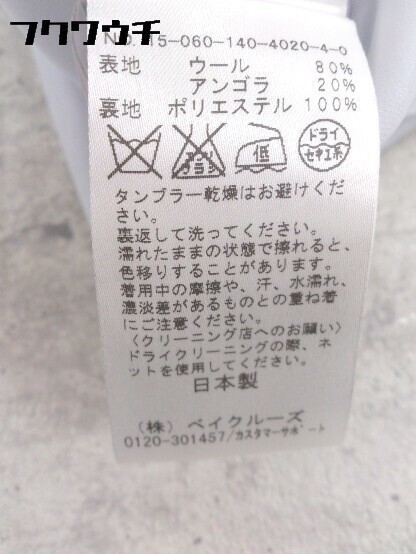 フクワウチ
NO. 15-060-140-4020-4-0
表地 ウール 80%
アンゴラ 20%
裏地 ポリエステル 100%
エンソサラシ 低 ドライ セキユ系
タンブラー乾燥はお避けくだ
さい。
裏返して洗ってください。
濡れたままの状態で擦れると、
色移りすることがあります。
着用中の摩擦や、汗、水濡れ、
濃淡差があるものとの重ね着
にご注意ください。
〈クリーニング店へのお願い〉
ドライクリーニングの際、ネ
ットを使用してください。
日本製
（株）ベイクルーズ
0120-301457/カスタマーサポート